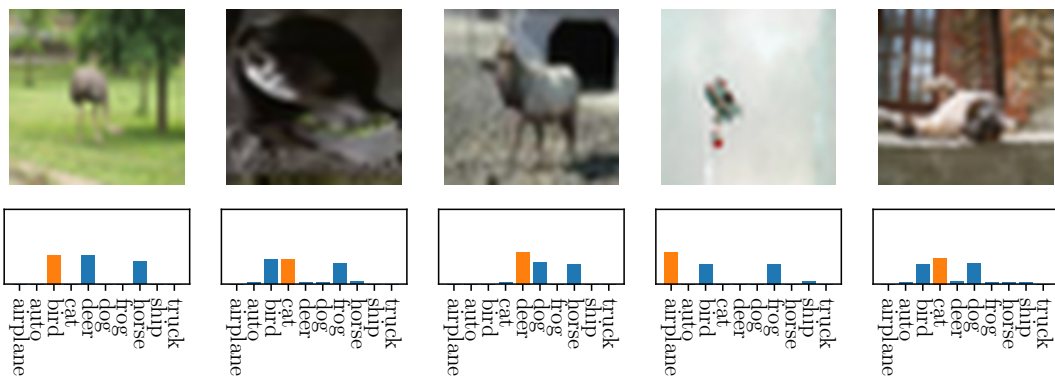 airplane
auto
bird
cat
deer
dog
frog
horse
ship
truck
airplane
auto
bird
cat
deer
dog
frog
horse
ship
truck
airplane
auto
bird
cat
deer
dog
frog
horse
ship
truck
airplane
auto
bird
cat
deer
dog
frog
horse
ship
truck
airplane
auto
bird
cat
deer
dog
frog
horse
ship
truck